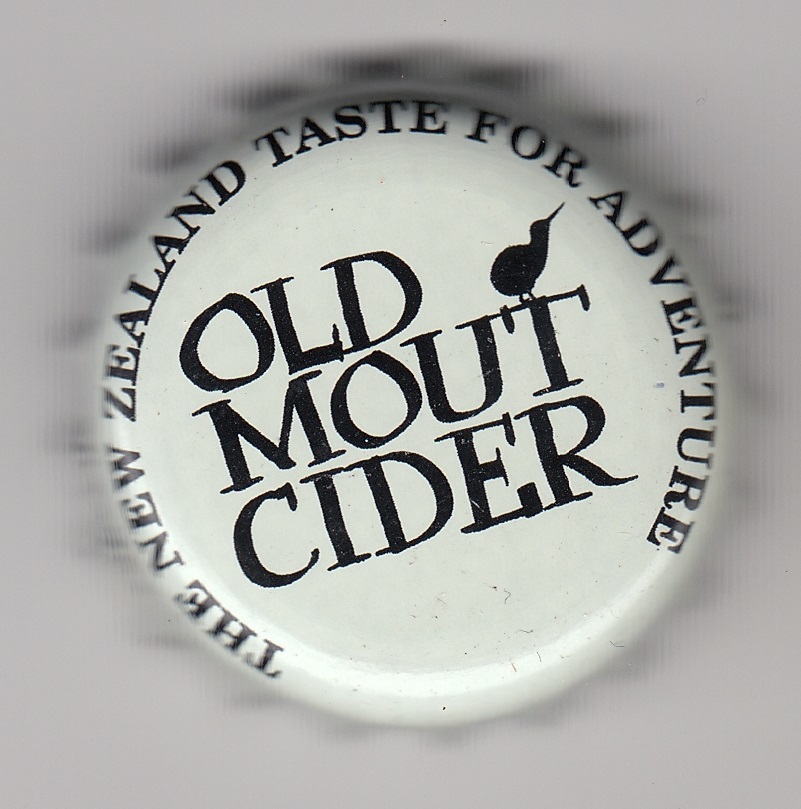 THE NEW ZEALAND TASTE FOR ADVENTURE
OLD
MOUT
CIDER